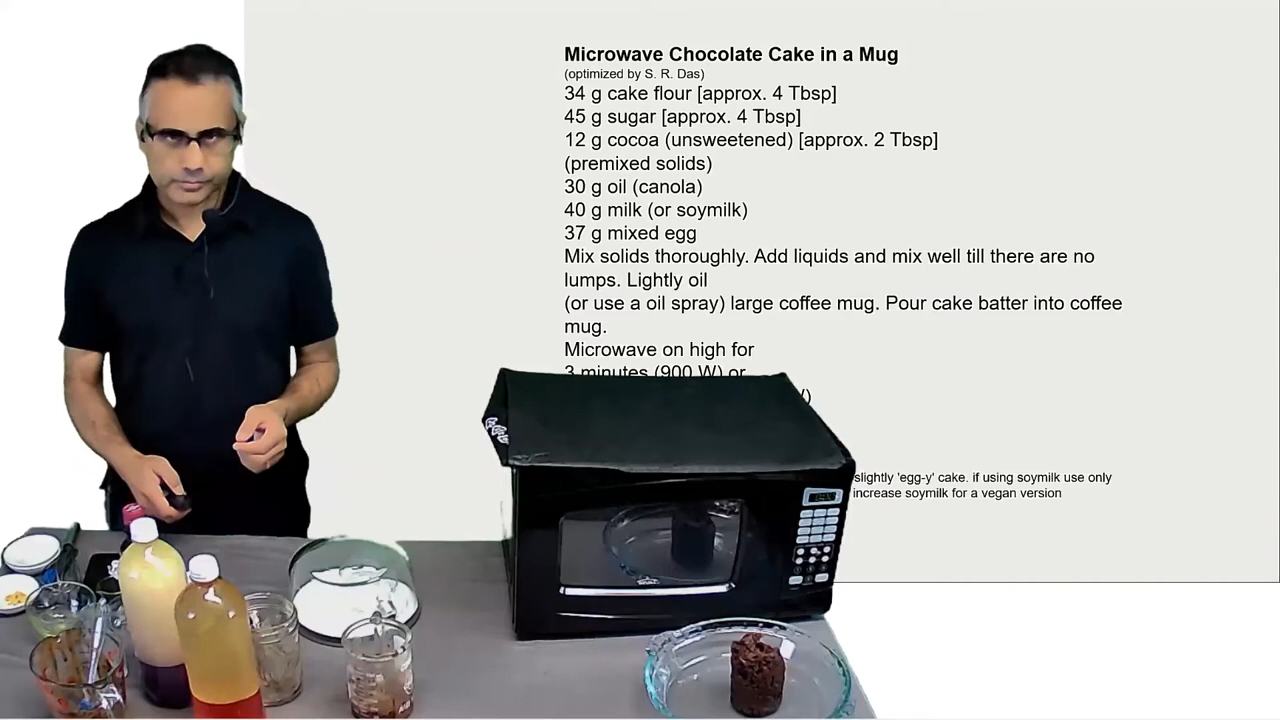 Microwave Chocolate Cake in a Mug
(optimized by S. R. Das)
34 g cake flour [approx. 4 Tbsp]
45 g sugar [approx. 4 Tbsp]
12 g cocoa (unsweetened) [approx. 2 Tbsp]
(premixed solids)
30 g oil (canola)
40 g milk (or soymilk)
37 g mixed egg
Mix solids thoroughly. Add liquids and mix well till there are no
lumps. Lightly oil
(or use a oil spray) large coffee mug. Pour cake batter into coffee
mug.
Microwave on high for
3 minutes (900 W) or
slightly 'egg-y' cake. if using soymilk use only
increase soymilk for a vegan version